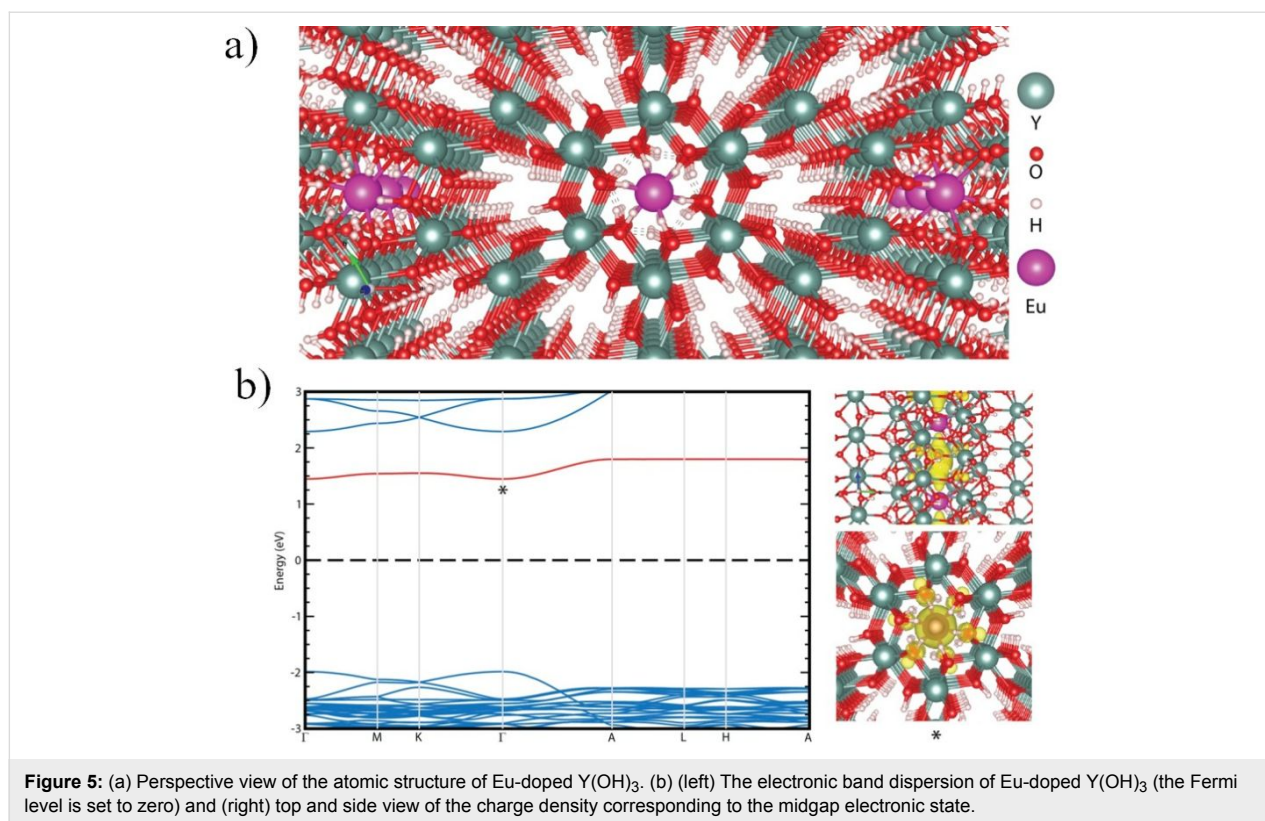 a)
Y
O
H
Eu
b)
3
2
1
0
-1
-2
-3
Energy (eV)
Γ M K Γ A L H A
*
*
Figure 5: (a) Perspective view of the atomic structure of Eu-doped Y(OH)₃. (b) (left) The electronic band dispersion of Eu-doped Y(OH)₃ (the Fermi
level is set to zero) and (right) top and side view of the charge density corresponding to the midgap electronic state.